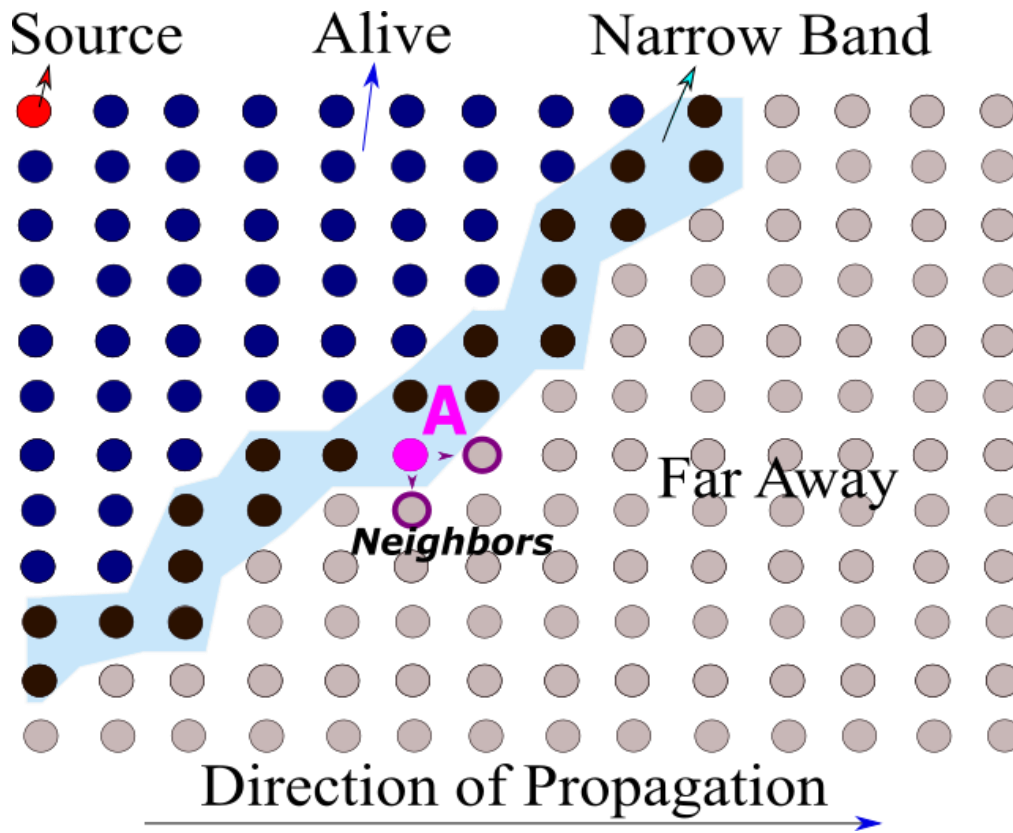 Source
Alive
Narrow Band
A
Far Away
Neighbors
Direction of Propagation